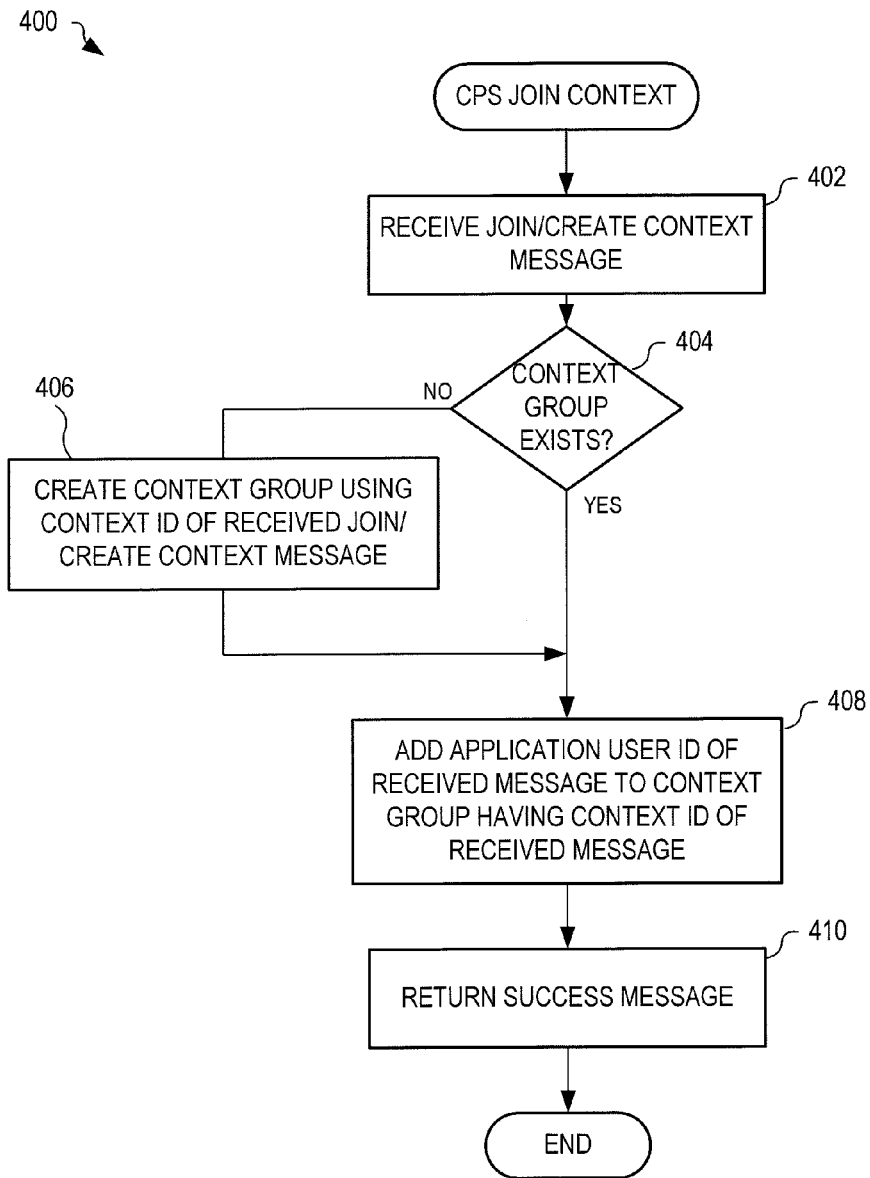 400
CPS JOIN CONTEXT
402
RECEIVE JOIN/CREATE CONTEXT
MESSAGE
404
CONTEXT
GROUP
EXISTS?
NO
YES
406
CREATE CONTEXT GROUP USING
CONTEXT ID OF RECEIVED JOIN/
CREATE CONTEXT MESSAGE
408
ADD APPLICATION USER ID OF
RECEIVED MESSAGE TO CONTEXT
GROUP HAVING CONTEXT ID OF
RECEIVED MESSAGE
410
RETURN SUCCESS MESSAGE
END